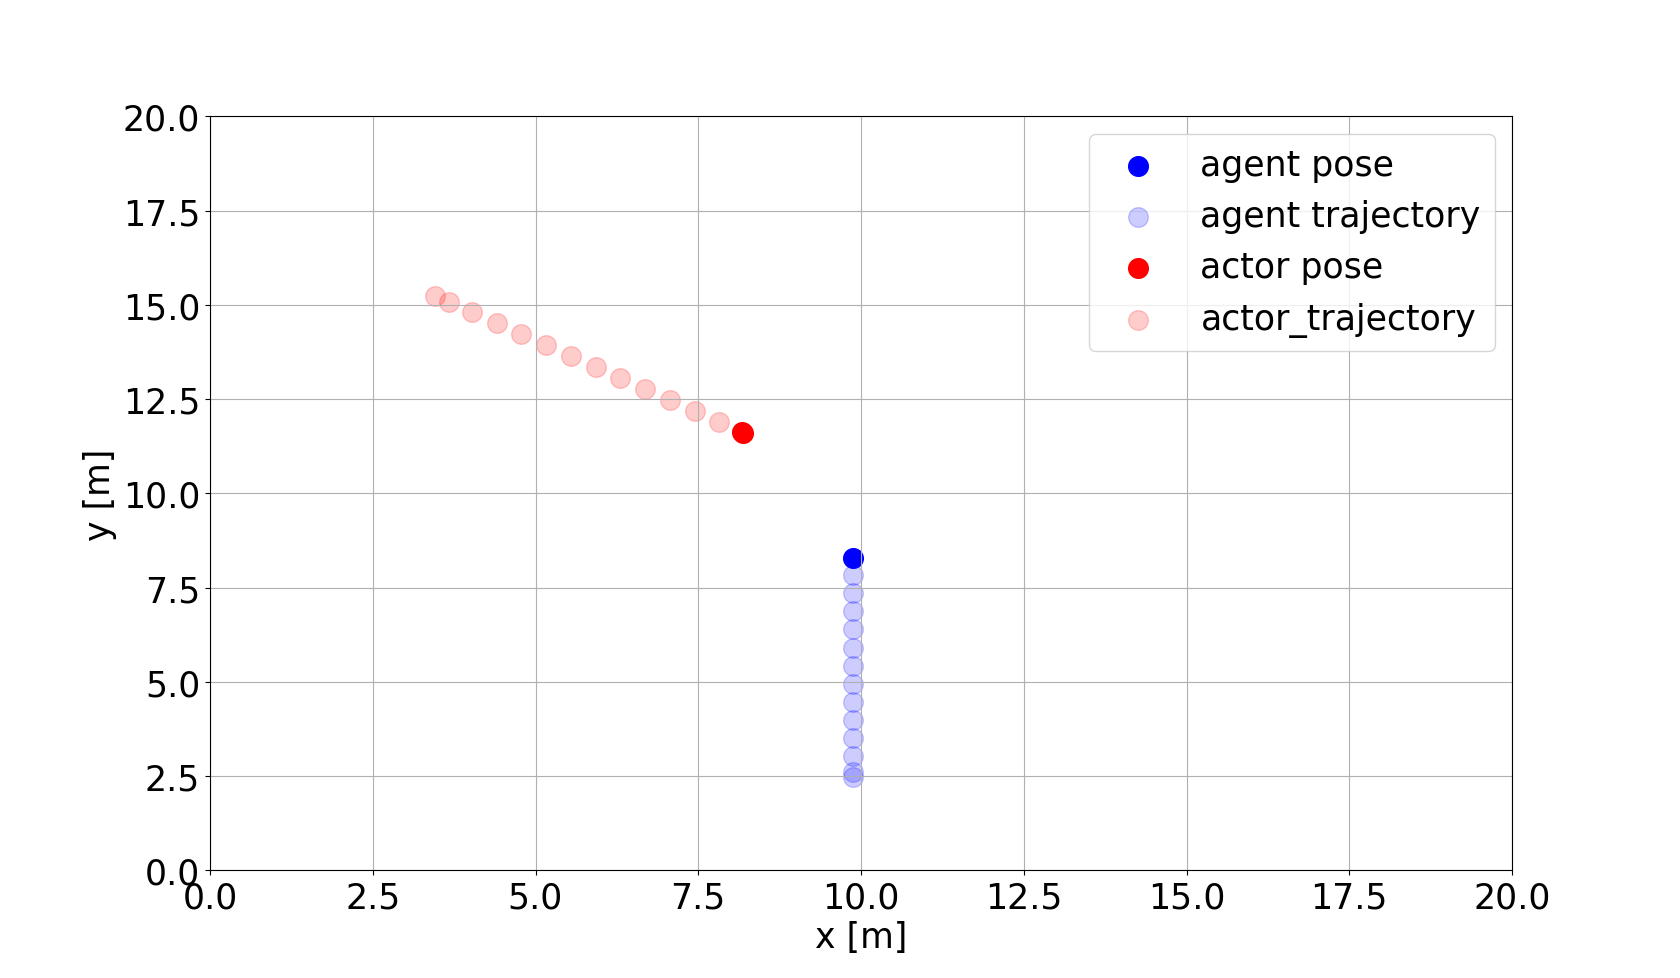 20.0
17.5
15.0
12.5
10.0
7.5
5.0
2.5
0.0
y [m]
0.0 2.5 5.0 7.5 10.0 12.5 15.0 17.5 20.0
x [m]
agent pose
agent trajectory
actor pose
actor_trajectory